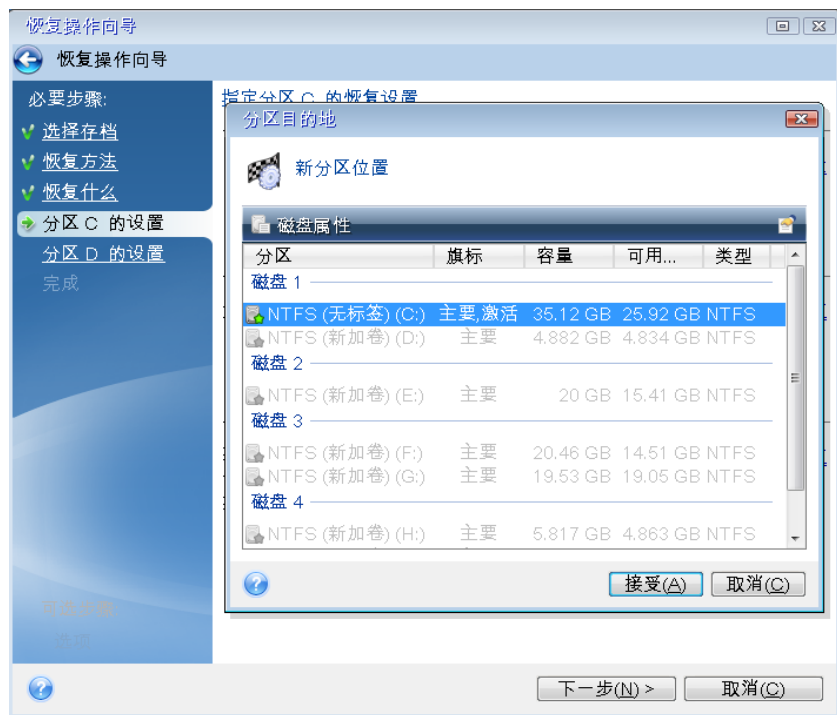 恢复操作向导
恢复操作向导
必要步骤:
选择存档
恢复方法
恢复什么
分区 C 的设置
分区 D 的设置
完成
选项
指定分区 C 的恢复设置
分区目的地
新分区位置
磁盘属性
分区 旗标 容量 可用... 类型
磁盘 1
NTFS (无标签) (C:) 主要,激活 35.12 GB 25.92 GB NTFS
NTFS (新加卷) (D:) 主要 4.882 GB 4.834 GB NTFS
磁盘 2
NTFS (新加卷) (E:) 主要 20 GB 15.41 GB NTFS
磁盘 3
NTFS (新加卷) (F:) 主要 20.46 GB 14.51 GB NTFS
NTFS (新加卷) (G:) 主要 19.53 GB 19.05 GB NTFS
磁盘 4
NTFS (新加卷) (H:) 主要 5.817 GB 4.863 GB NTFS
接受(A) 取消(C)
下一步(N) > 取消(C)